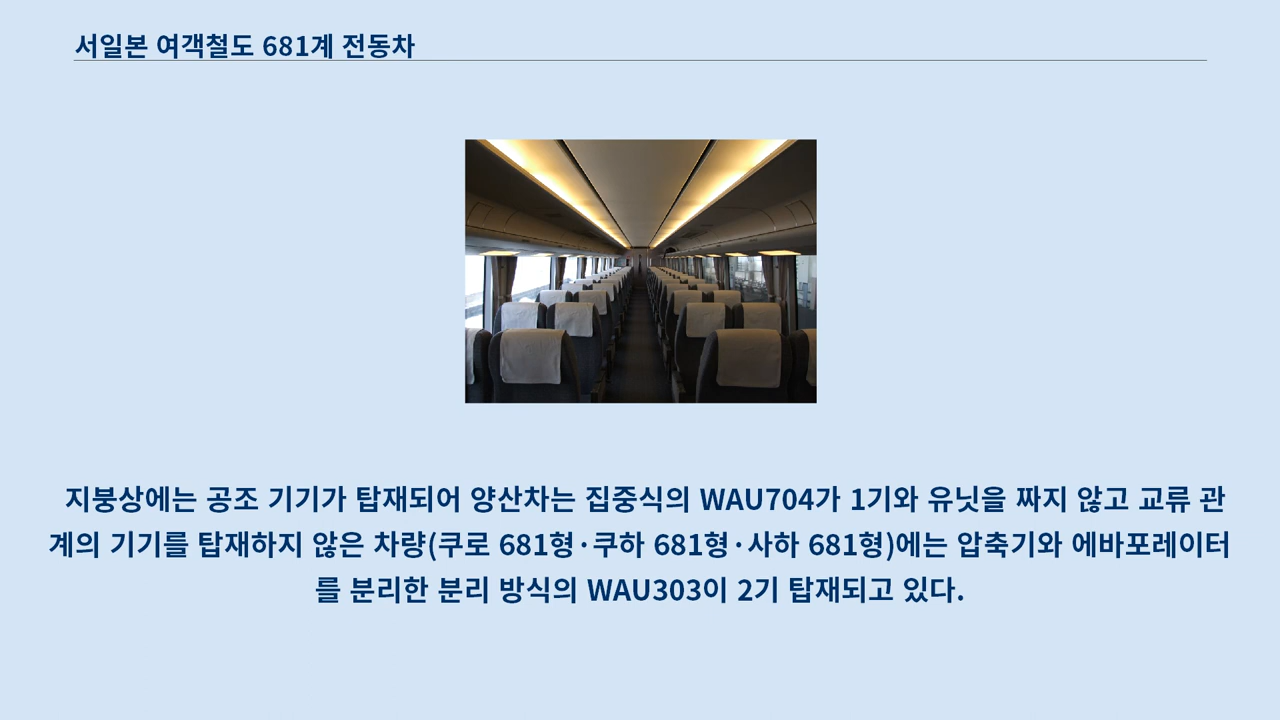 서일본 여객철도 681계 전동차
지붕상에는 공조 기기가 탑재되어 양산차는 집중식의 WAU704가 1기와 유닛을 짜지 않고 교류 관
계의 기기를 탑재하지 않은 차량(쿠로 681형·쿠하 681형·사하 681형)에는 압축기와 에바포레이터
를 분리한 분리 방식의 WAU303이 2기 탑재되고 있다.